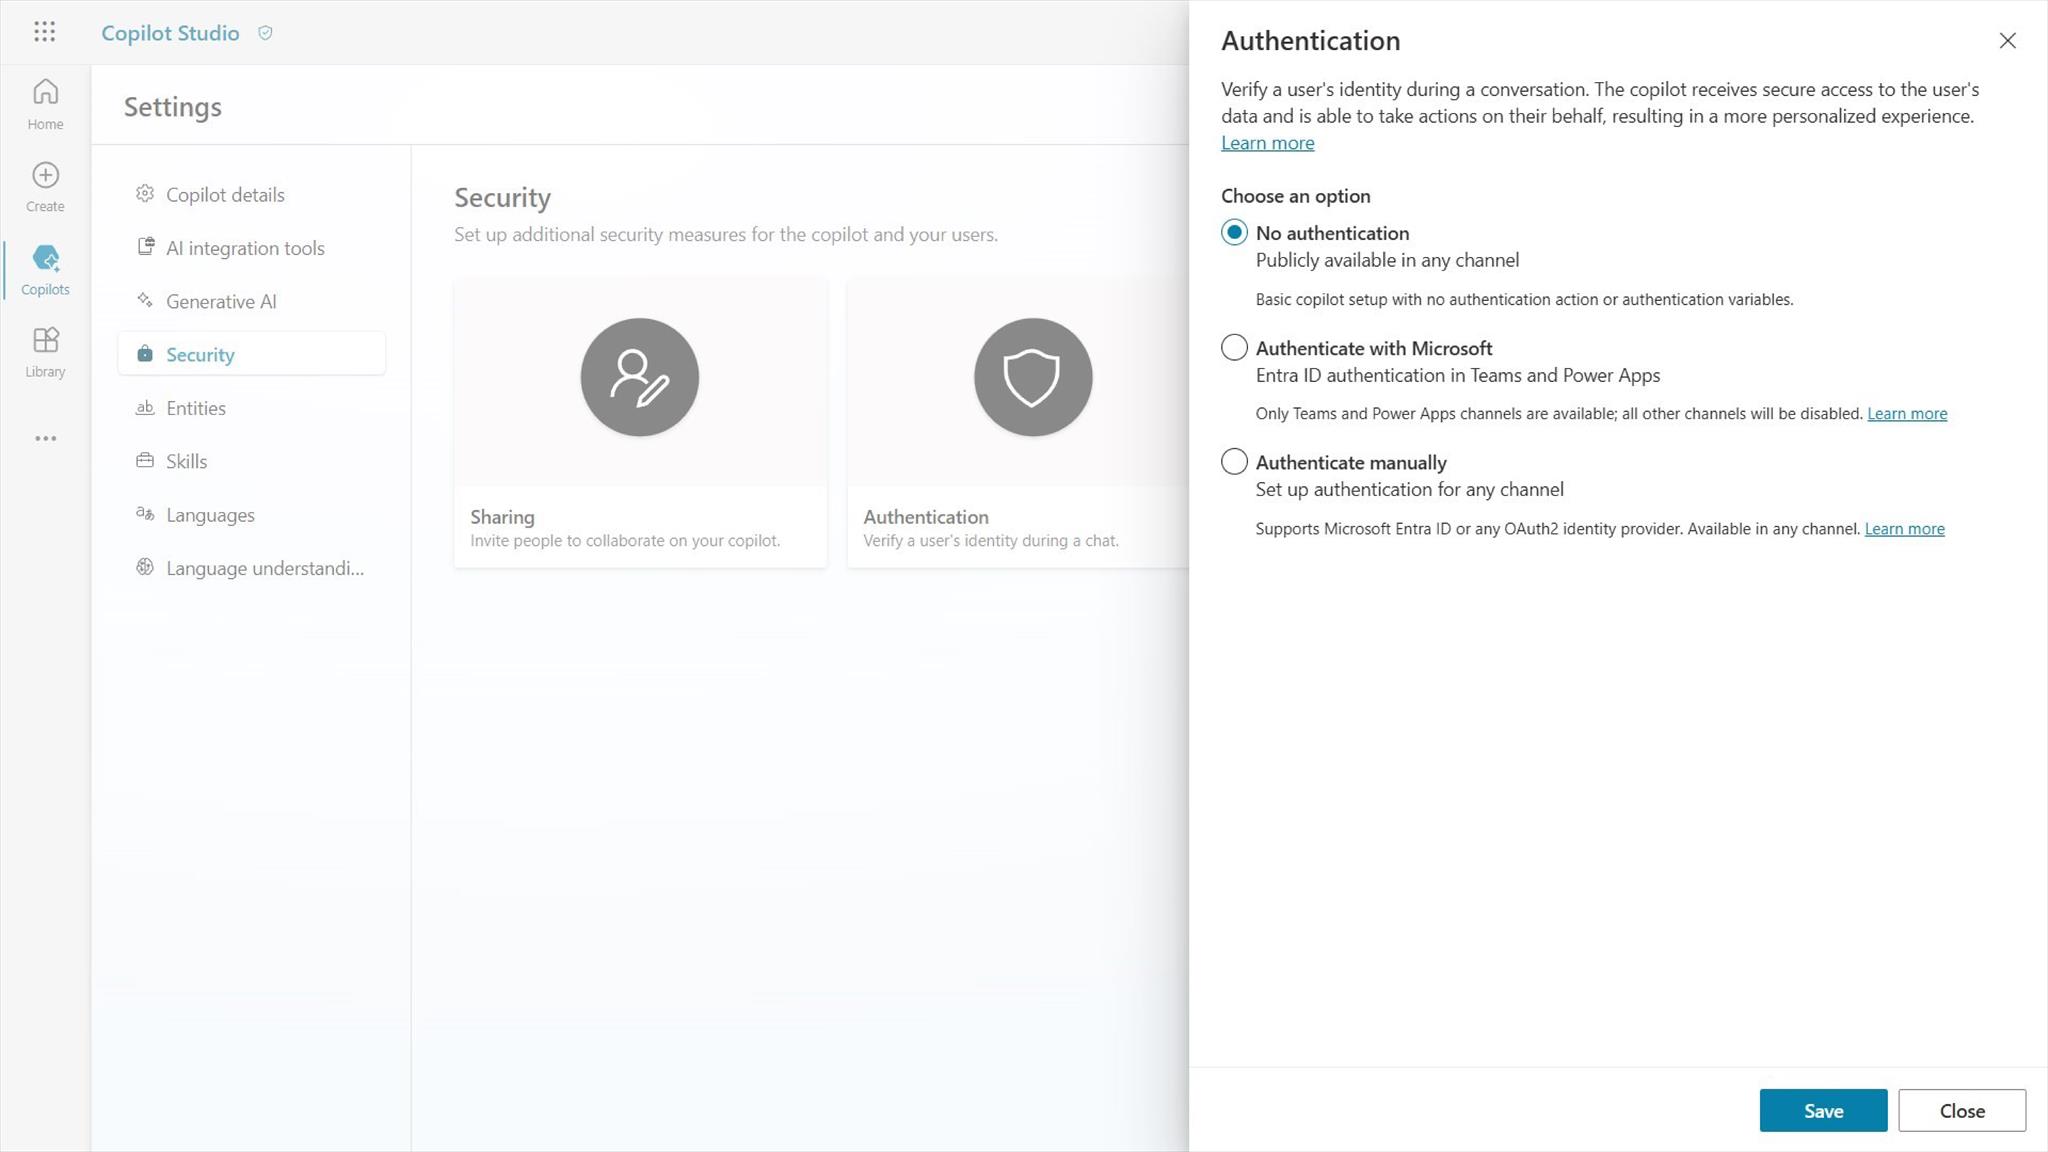 Copilot Studio
Home
Create
Copilots
Library
Settings
Copilot details
AI integration tools
Generative AI
Security
Entities
Skills
Languages
Language understandi...
Security
Set up additional security measures for the copilot and your users.
Sharing
Invite people to collaborate on your copilot.
Authentication
Verify a user's identity during a chat.
Authentication
Verify a user's identity during a conversation. The copilot receives secure access to the user's
data and is able to take actions on their behalf, resulting in a more personalized experience.
Learn more
Choose an option
No authentication
Publicly available in any channel
Basic copilot setup with no authentication action or authentication variables.
Authenticate with Microsoft
Entra ID authentication in Teams and Power Apps
Only Teams and Power Apps channels are available; all other channels will be disabled. Learn more
Authenticate manually
Set up authentication for any channel
Supports Microsoft Entra ID or any OAuth2 identity provider. Available in any channel. Learn more
Save
Close